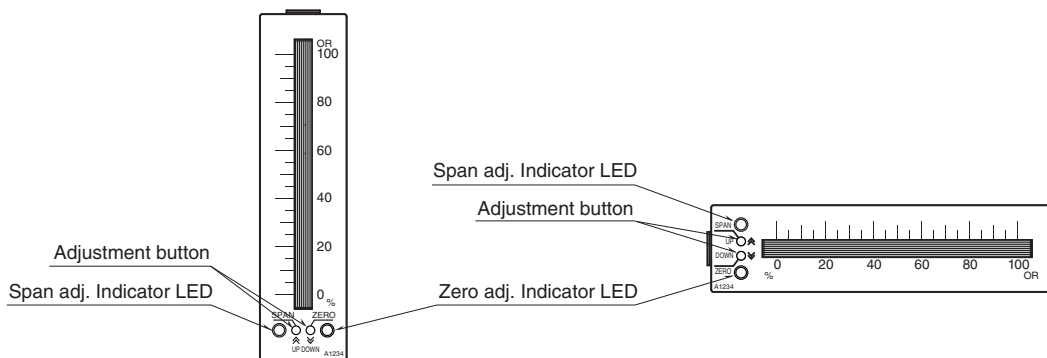 OR
100
80
60
40
20
0
%
SPAN ZERO
UP DOWN
A1234
Adjustment button
Span adj. Indicator LED
Zero adj. Indicator LED
Span adj. Indicator LED
Adjustment button
SPAN
UP
DOWN
ZERO
A1234
% 0 20 40 60 80 100
OR